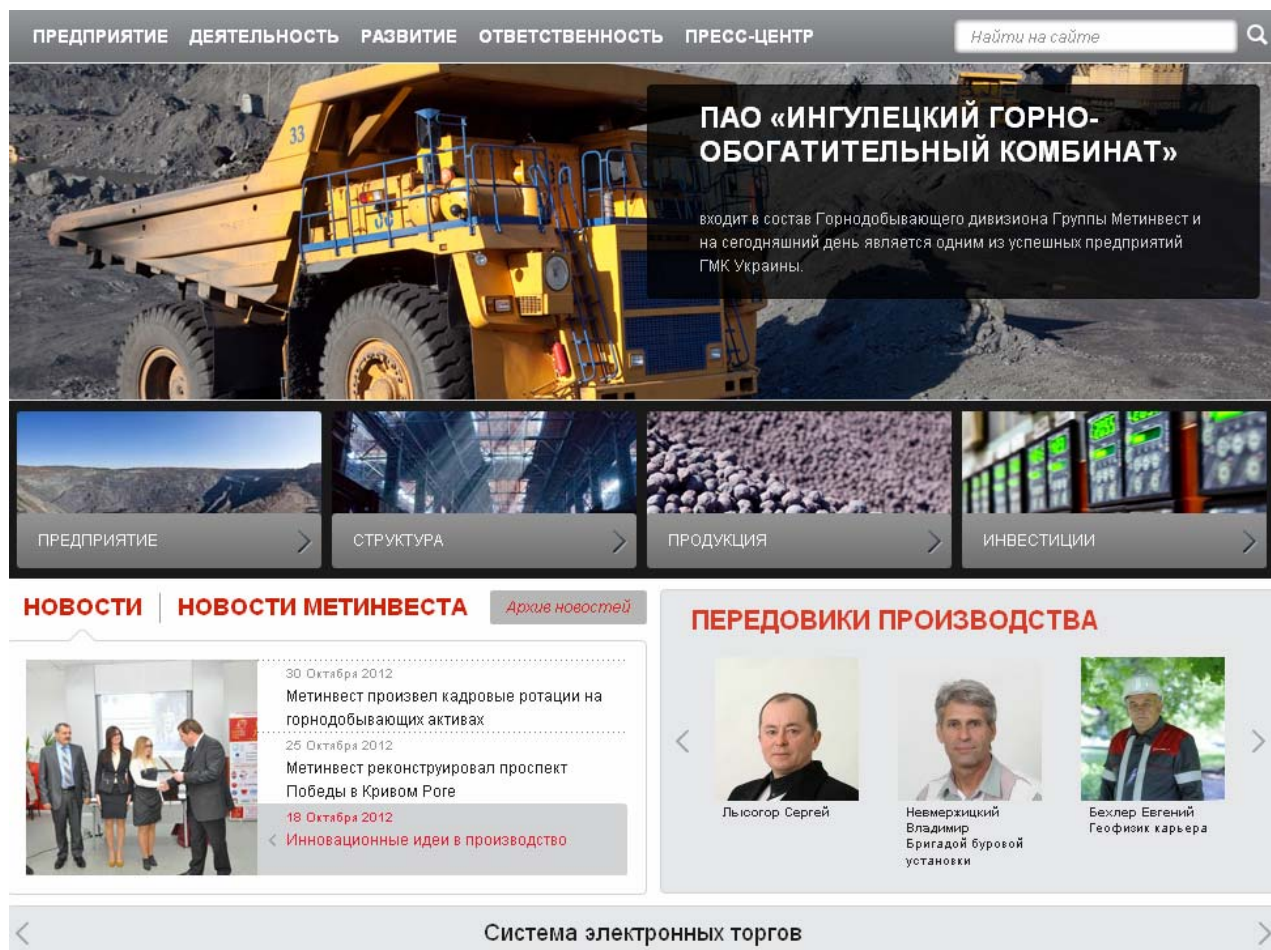 ПРЕДПРИЯТИЕ ДЕЯТЕЛЬНОСТЬ РАЗВИТИЕ ОТВЕТСТВЕННОСТЬ ПРЕСС-ЦЕНТР Найти на сайте
33
ПАО «ИНГУЛЕЦКИЙ ГОРНО-
ОБОГАТИТЕЛЬНЫЙ КОМБИНАТ»
входит в состав Горнодобывающего дивизиона Группы Метинвест и
на сегодняшний день является одним из успешных предприятий
ГМК Украины.
33
ПРЕДПРИЯТИЕ
СТРУКТУРА
ПРОДУКЦИЯ
ИНВЕСТИЦИИ
НОВОСТИ
НОВОСТИ МЕТИНВЕСТА
Архив новостей
30 Октября 2012
Метинвест произвел кадровые ротации на
горнодобывающих активах
25 Октября 2012
Метинвест реконструировал проспект
Победы в Кривом Роге
18 Октября 2012
Инновационные идеи в производство
ПЕРЕДОВИКИ ПРОИЗВОДСТВА
Лысогор Сергей
Невмержицкий
Владимир
Бригадой буровой
установки
Бехлер Евгений
Геофизик карьера
Система электронных торгов